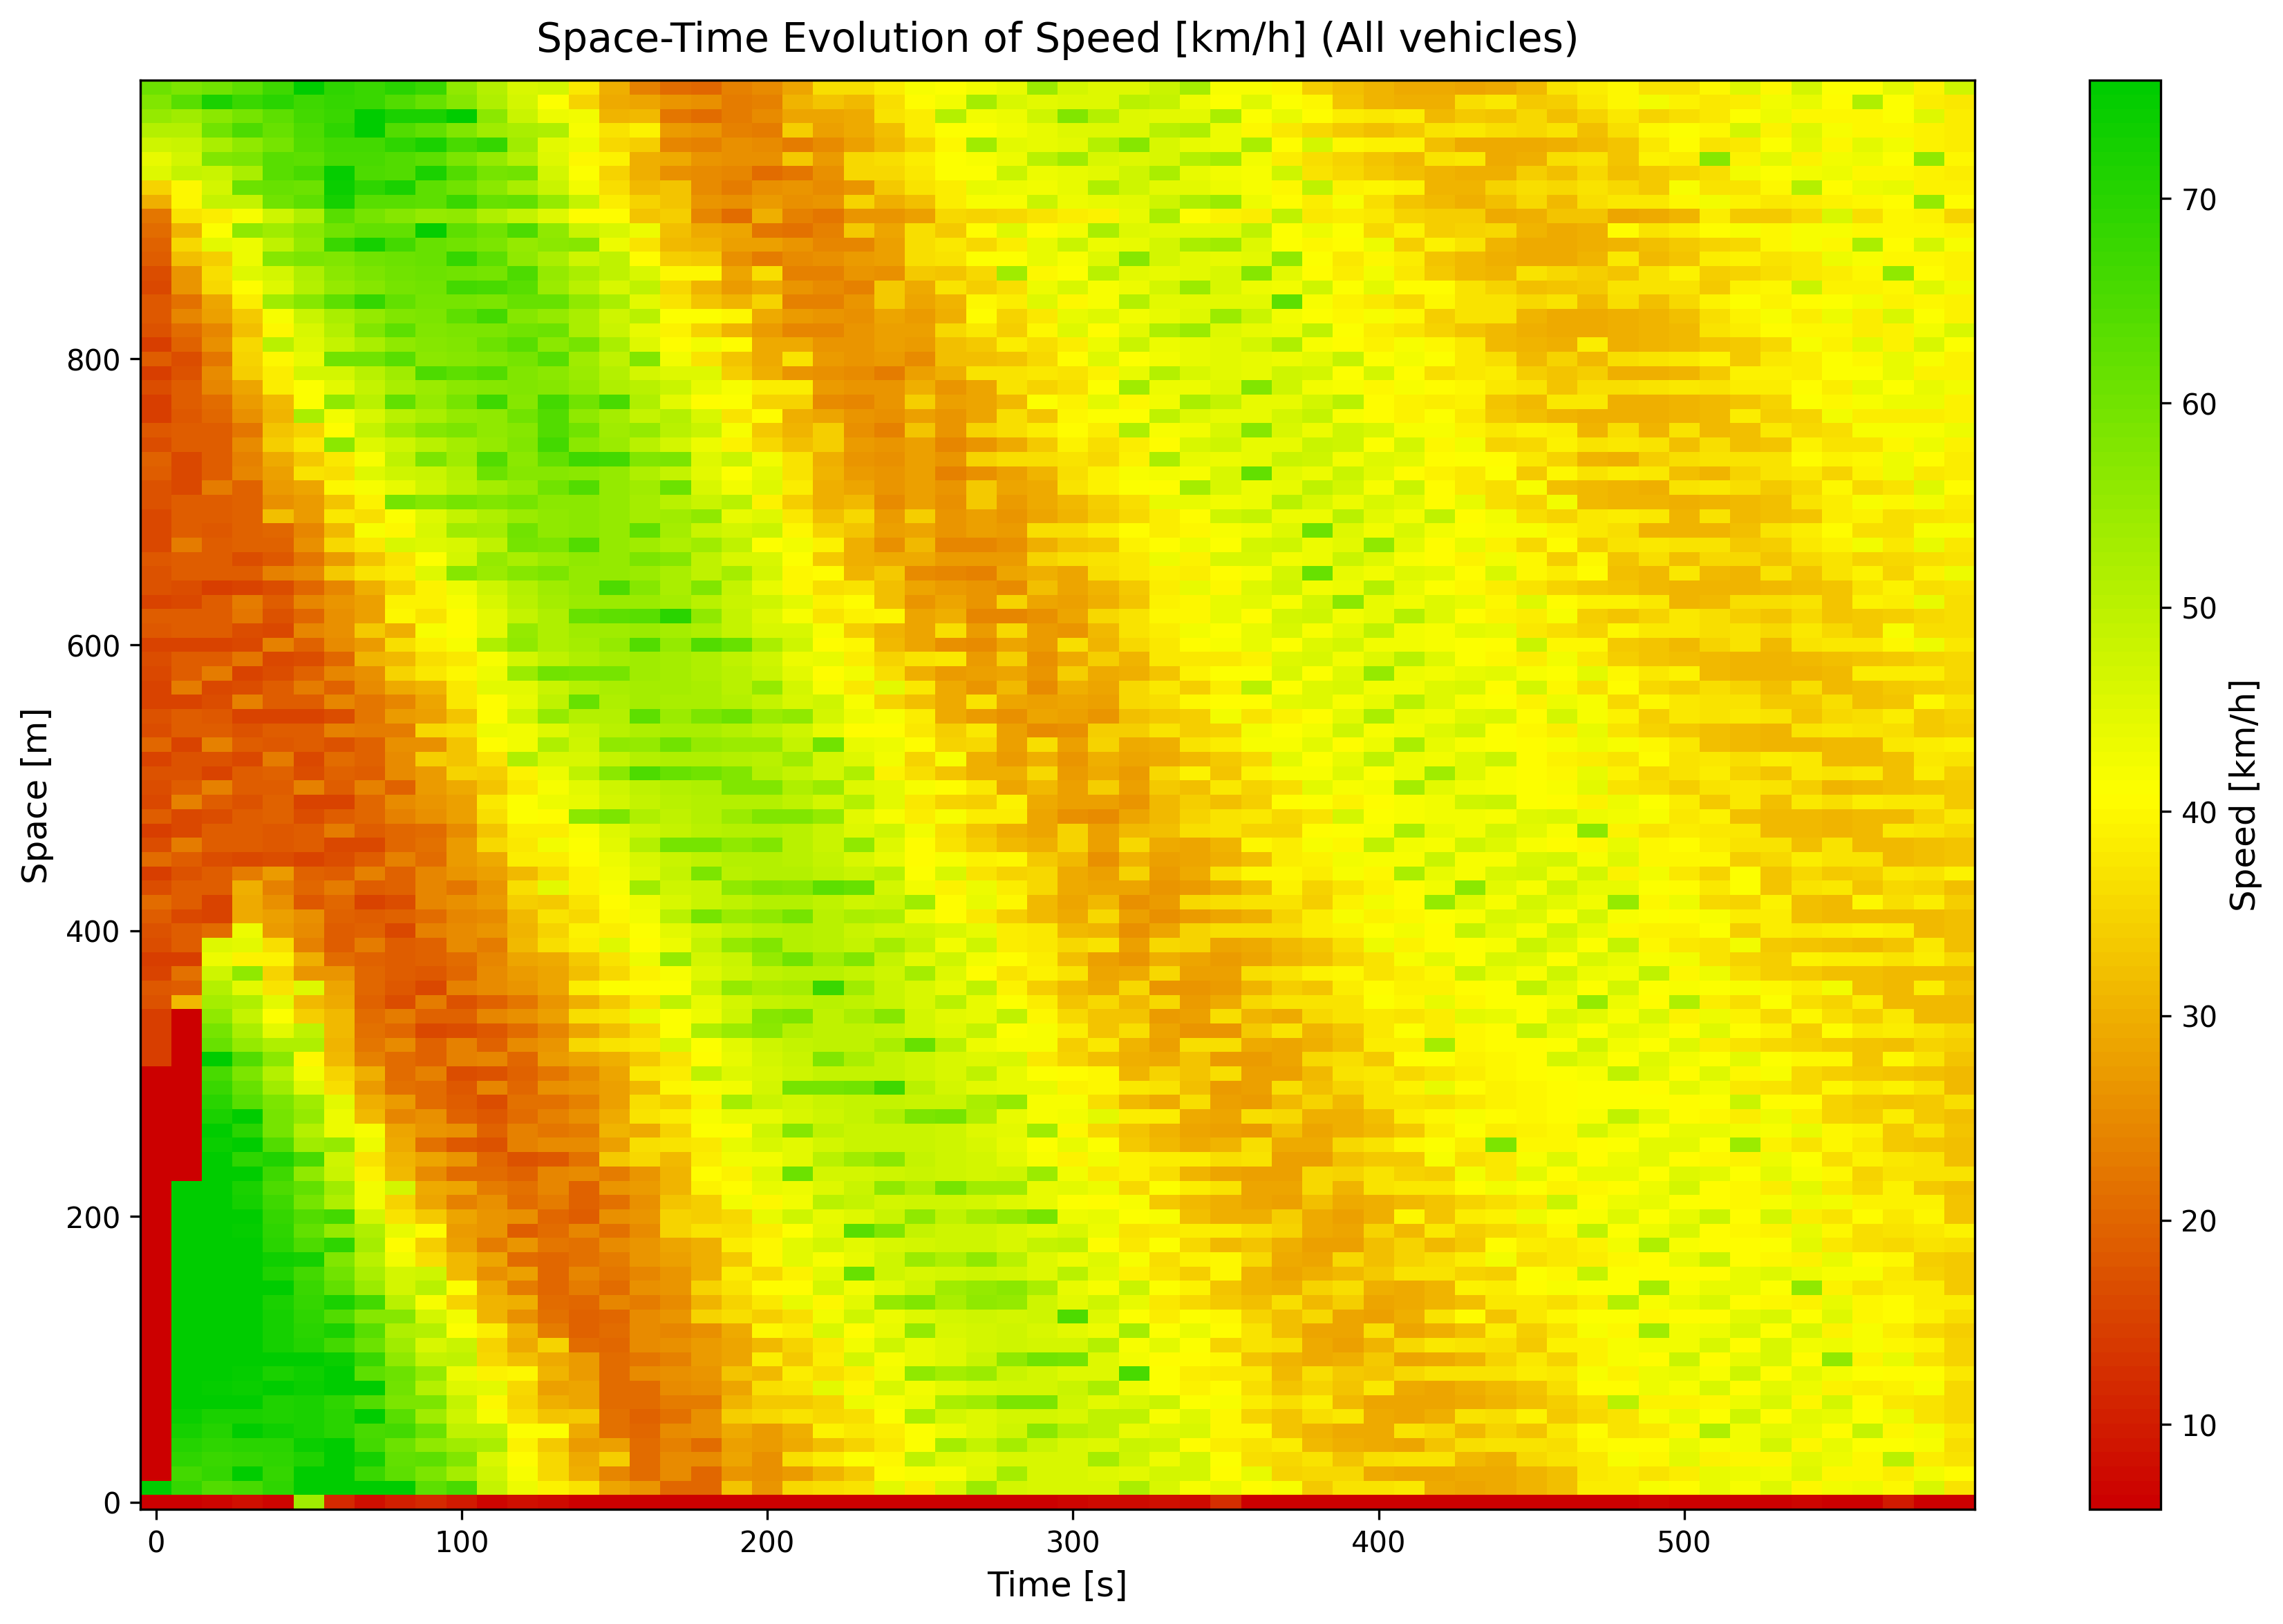 Space-Time Evolution of Speed [km/h] (All vehicles)
Space [m]
800
600
400
200
0
0 100 200 300 400 500
Time [s]
70
60
50
40
30
20
10
Speed [km/h]